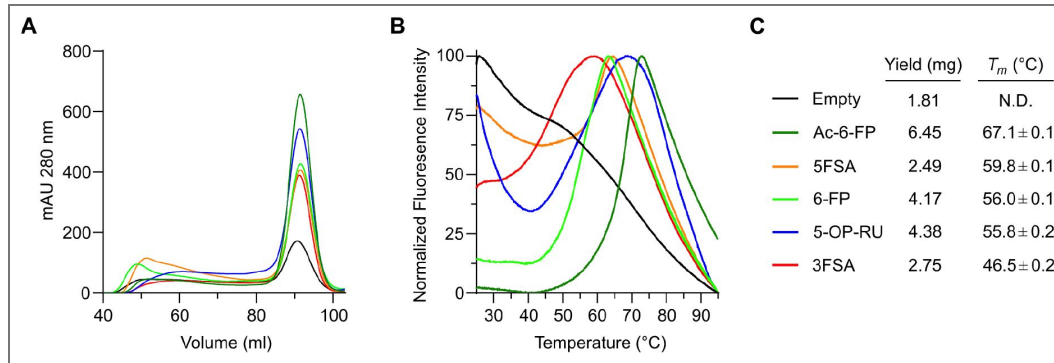 A
mAU 280 nm
800
600
400
200
0
40
60
80
100
Volume (ml)
B
Normalized Fluoresence Intensity
100
75
50
25
0
30
40
50
60
70
80
90
Temperature (°C)
C
Yield (mg) Tm (°C)
Empty 1.81 N.D.
Ac-6-FP 6.45 67.1 ± 0.1
5FSA 2.49 59.8 ± 0.1
6-FP 4.17 56.0 ± 0.1
5-OP-RU 4.38 55.8 ± 0.2
3FSA 2.75 46.5 ± 0.2